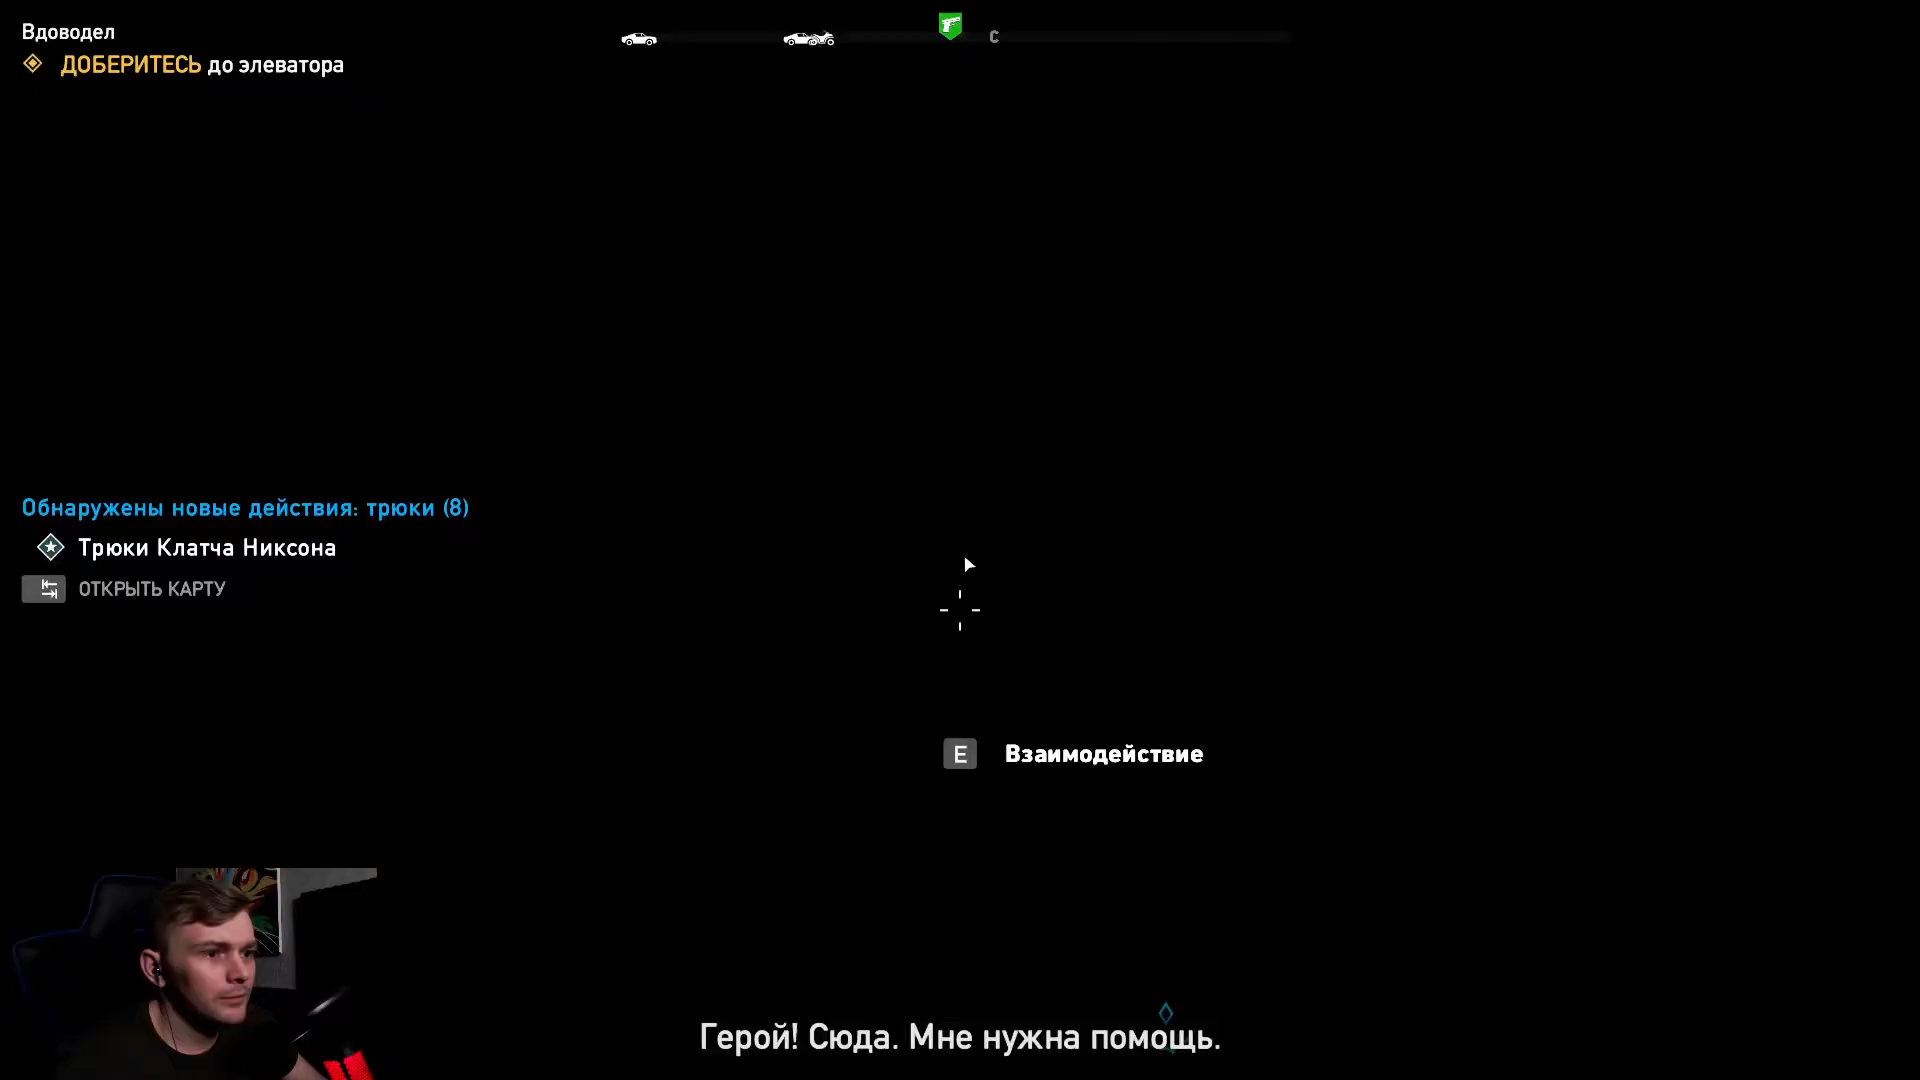 Вдоводел
ДОБЕРИТЕСЬ до элеватора
С
Обнаружены новые действия: трюки (8)
Трюки Клатча Никсона
ОТКРЫТЬ КАРТУ
E Взаимодействие
Герой! Сюда. Мне нужна помощь.